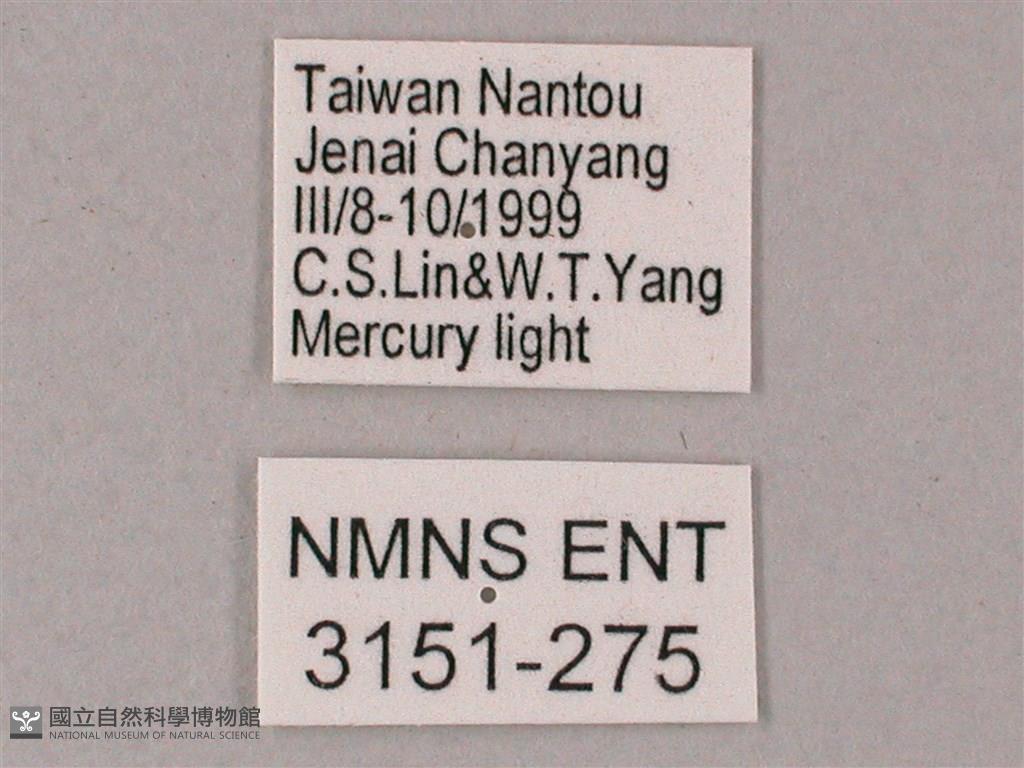 Taiwan Nantou
Jenai Chanyang
III/8-10/1999
C.S.Lin&W.T.Yang
Mercury light
NMNS ENT
3151-275
國立自然科學博物館
NATIONAL MUSEUM OF NATURAL SCIENCE